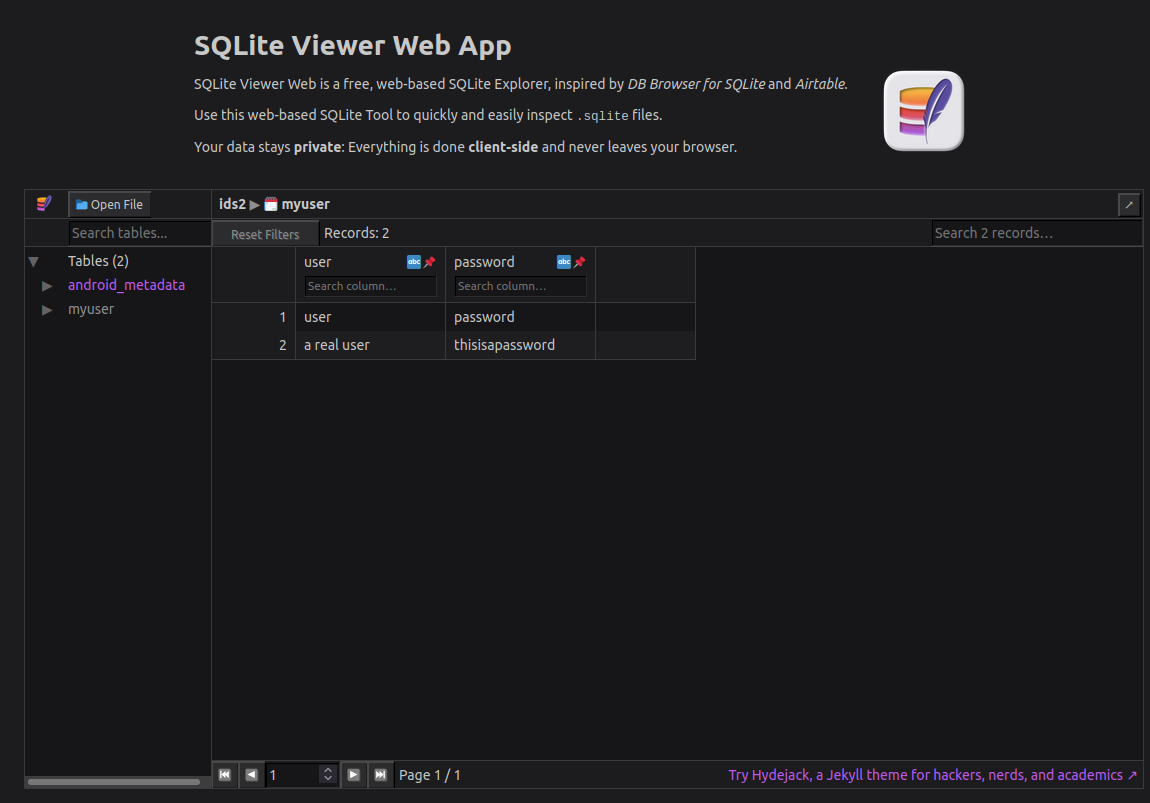 SQLite Viewer Web App
SQLite Viewer Web is a free, web-based SQLite Explorer, inspired by DB Browser for SQLite and Airtable.
Use this web-based SQLite Tool to quickly and easily inspect .sqlite files.
Your data stays private: Everything is done client-side and never leaves your browser.
Open File
ids2 ▶ myuser
Search tables...
Reset Filters
Records: 2
Search 2 records...
Tables (2)
android_metadata
myuser
user abc password abc
Search column... Search column...
1 user password
2 a real user thisisapassword
1
Page 1 / 1
Try Hydejack, a Jekyll theme for hackers, nerds, and academics ↗